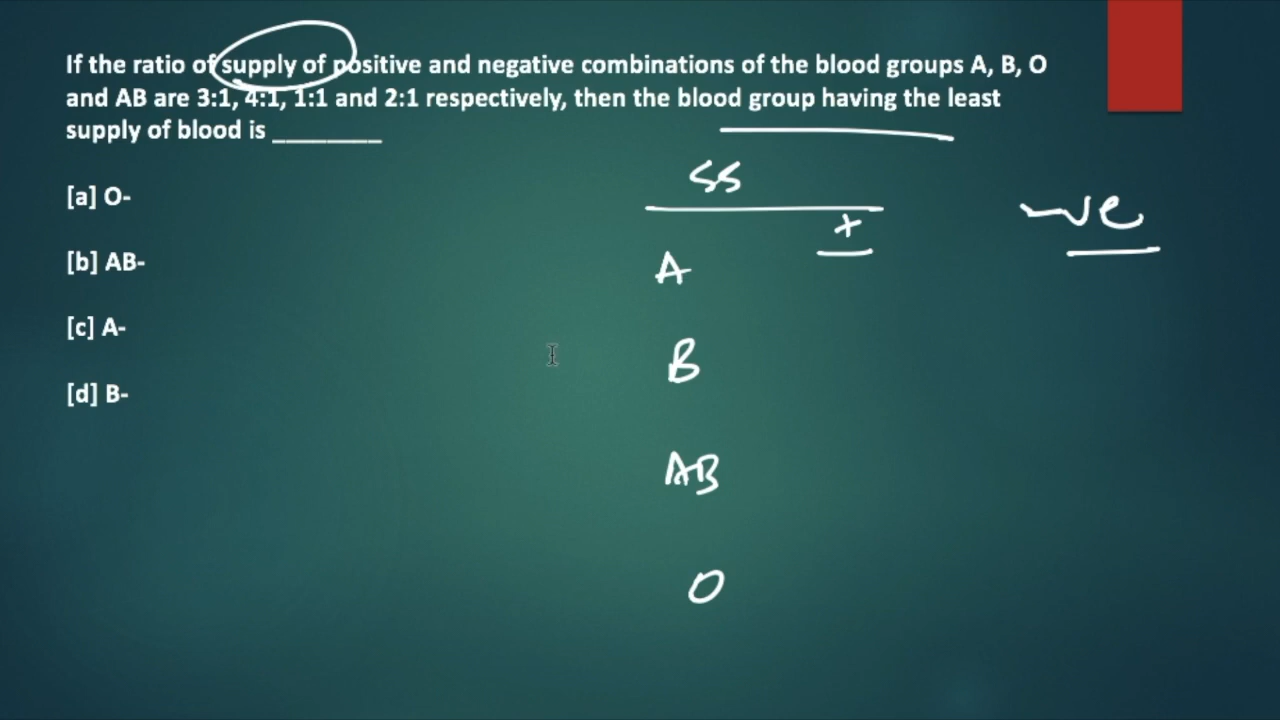 If the ratio of supply of positive and negative combinations of the blood groups A, B, O
and AB are 3:1, 4:1, 1:1 and 2:1 respectively, then the blood group having the least
supply of blood is ________
[a] O-
[b] AB-
[c] A-
[d] B-
SS
+
-ve
A
B
AB
O